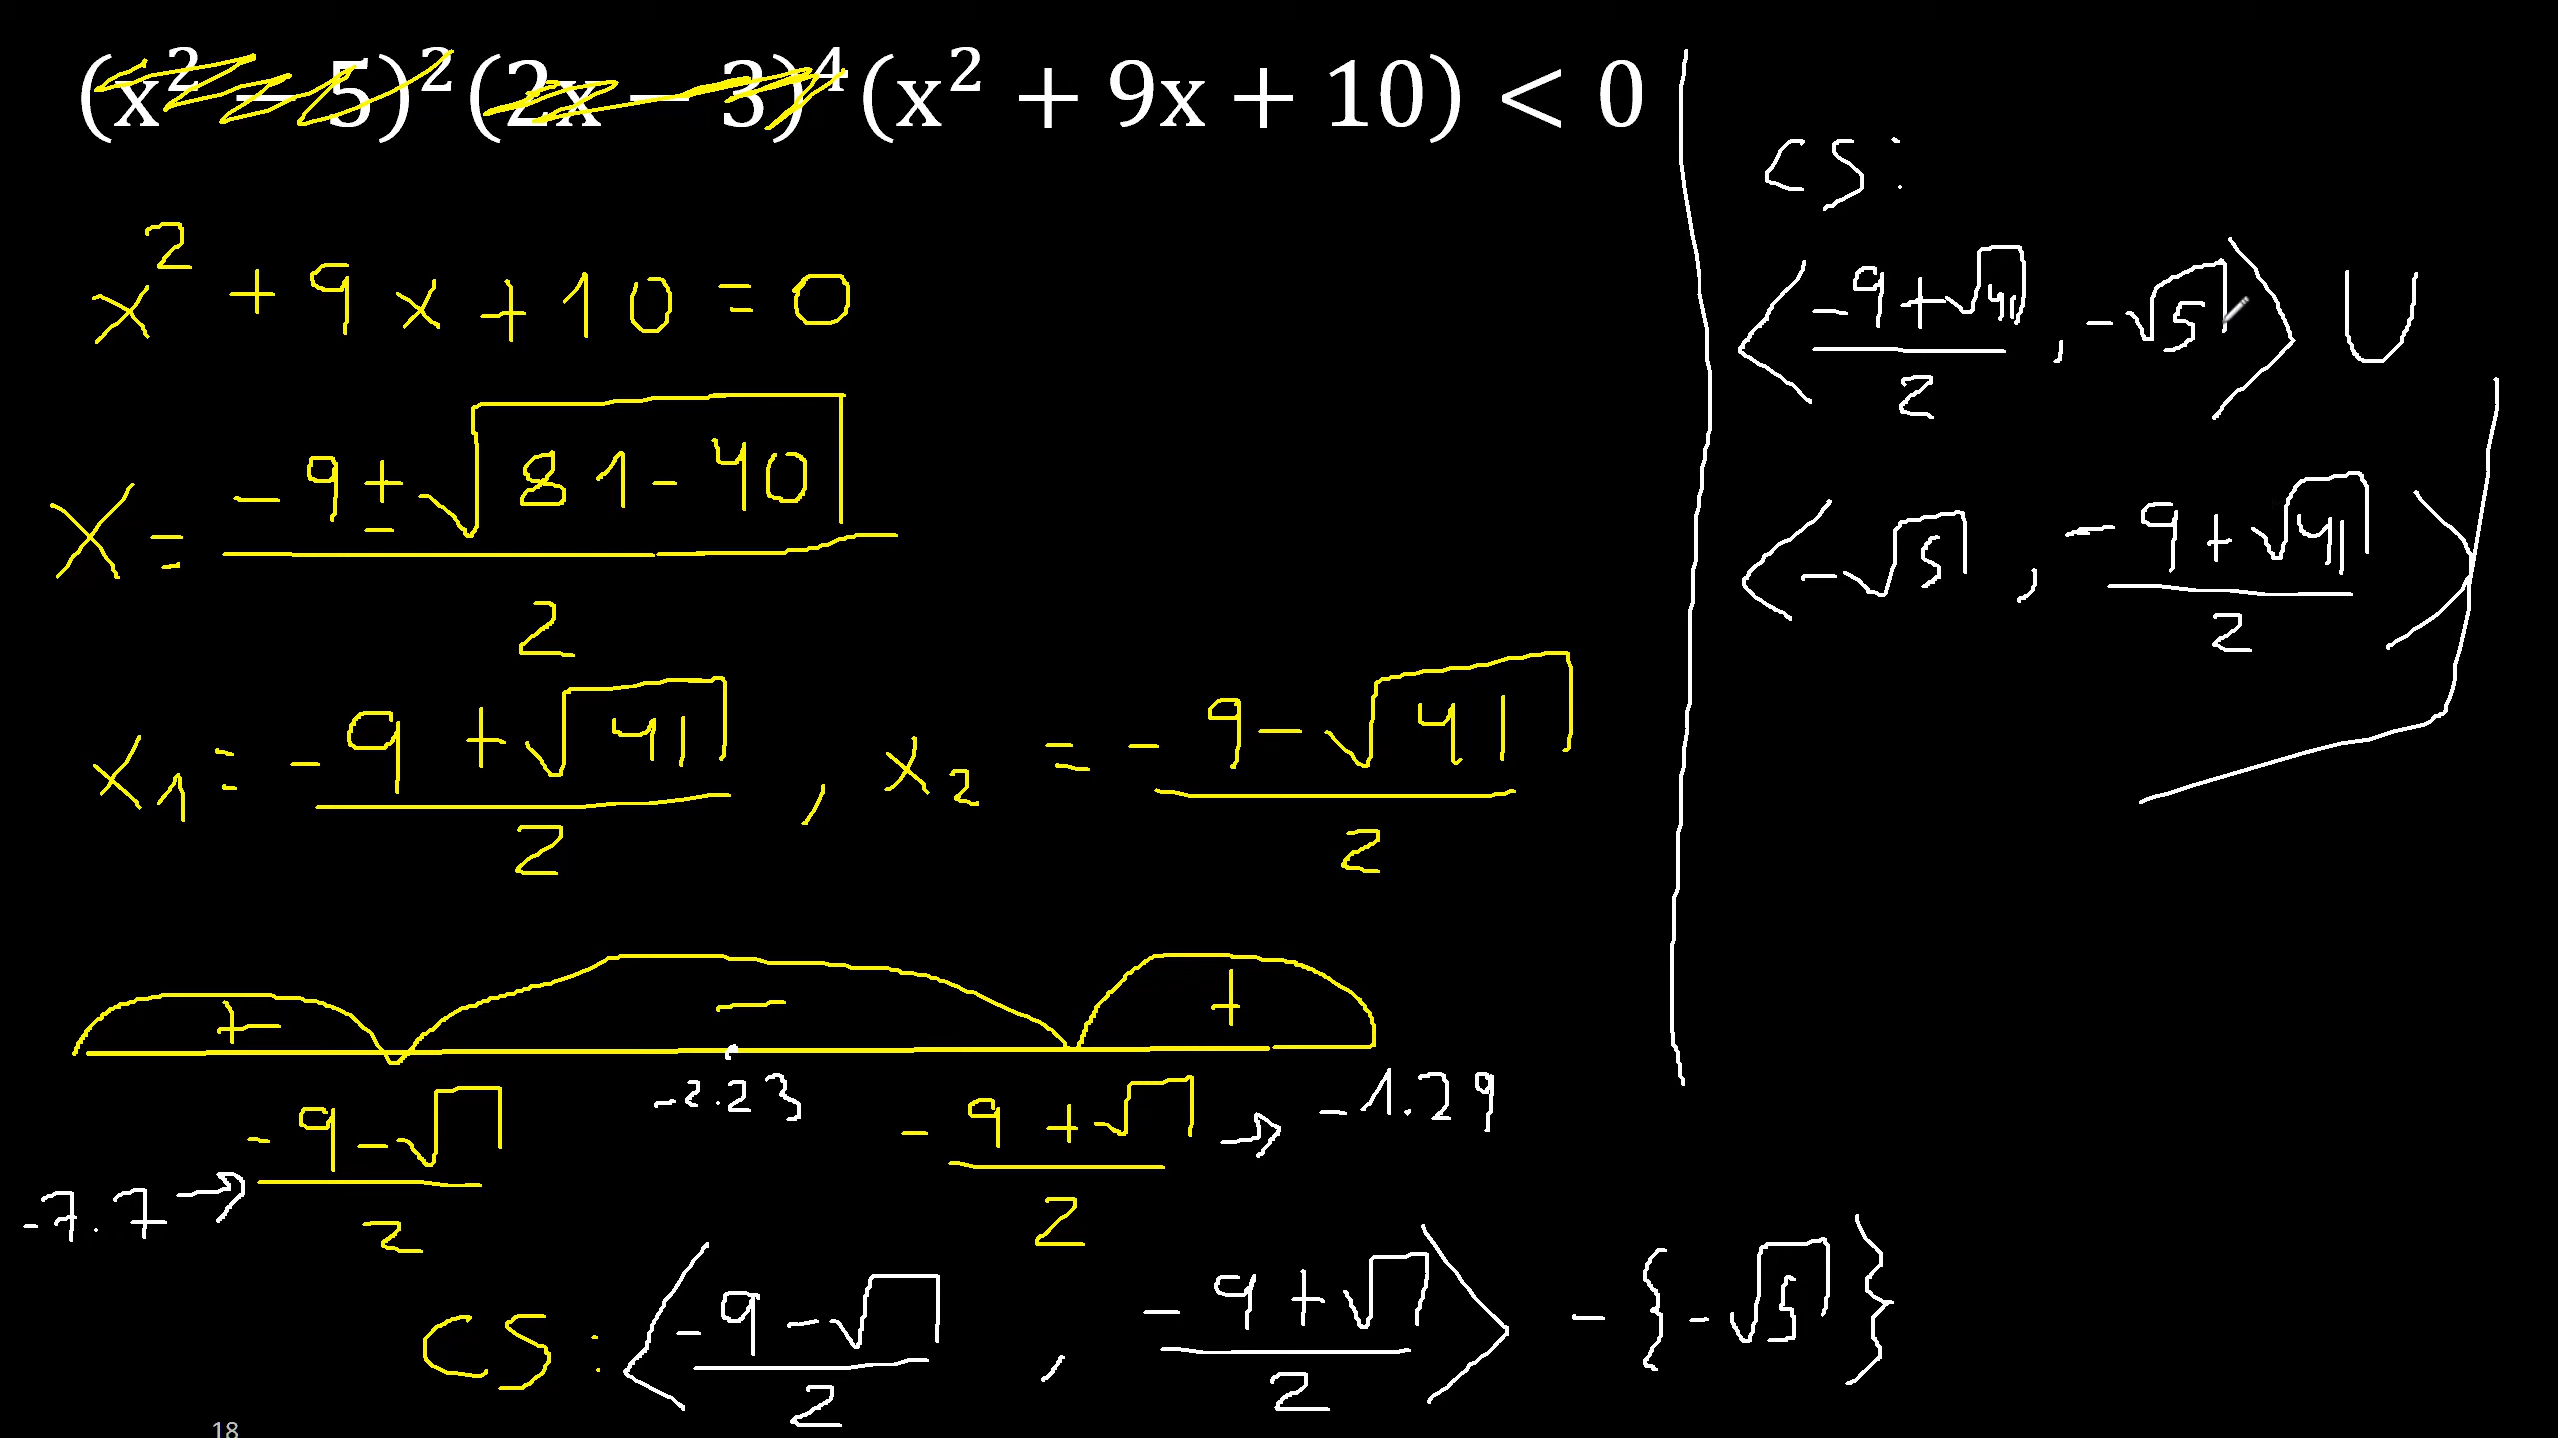 (x² − 5)²(2x − 3)⁴(x² + 9x + 10) < 0
x² + 9x + 10 = 0
x = (-9 ± √(81 - 40)) / 2
x₁ = (-9 + √41) / 2 , x₂ = (-9 - √41) / 2
+ − +
-2.23
-7.7 → (-9 - √ ) / 2
(-9 + √ ) / 2 → -1.29
CS: < (-9 - √ ) / 2 , (-9 + √ ) / 2 > - { -√5 }
CS:
< (-9 + √41) / 2 , -√5 > U
< -√5 , (-9 + √41) / 2 >
18